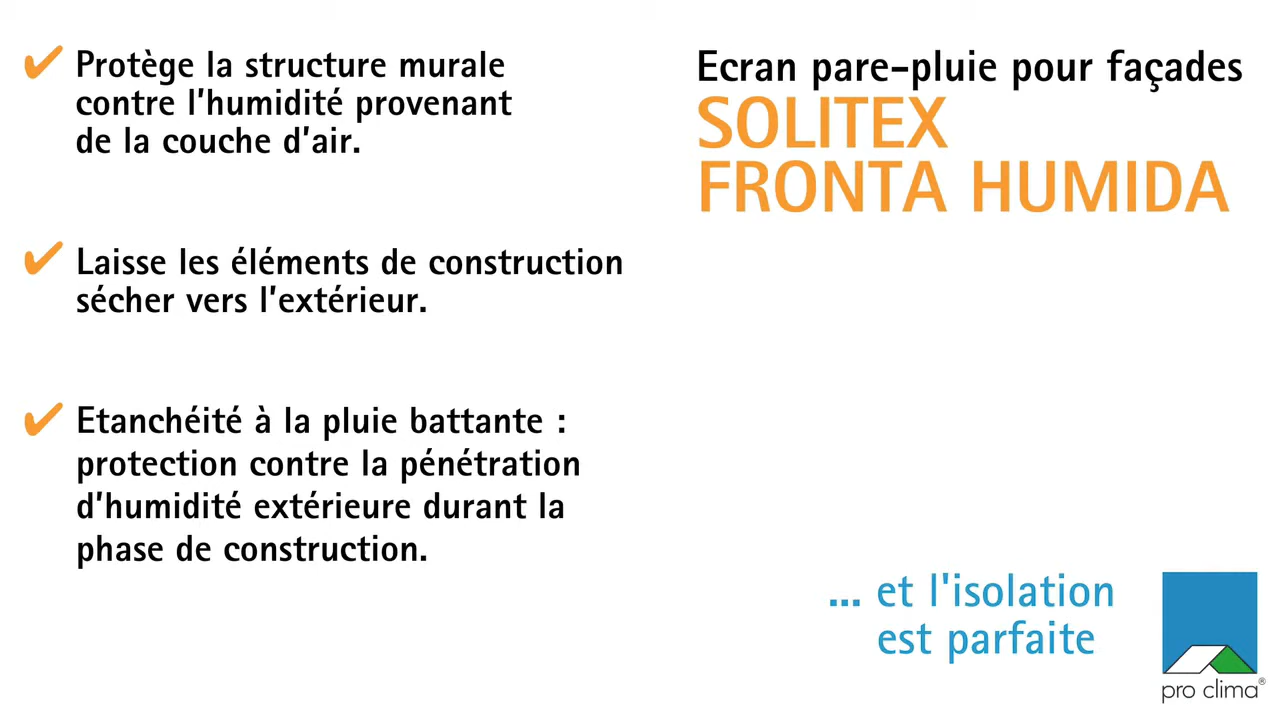 ✔ Protège la structure murale
contre l'humidité provenant
de la couche d'air.
✔ Laisse les éléments de construction
sécher vers l'extérieur.
✔ Etanchéité à la pluie battante :
protection contre la pénétration
d'humidité extérieure durant la
phase de construction.
Ecran pare-pluie pour façades
SOLITEX
FRONTA HUMIDA
... et l'isolation
est parfaite
pro clima®